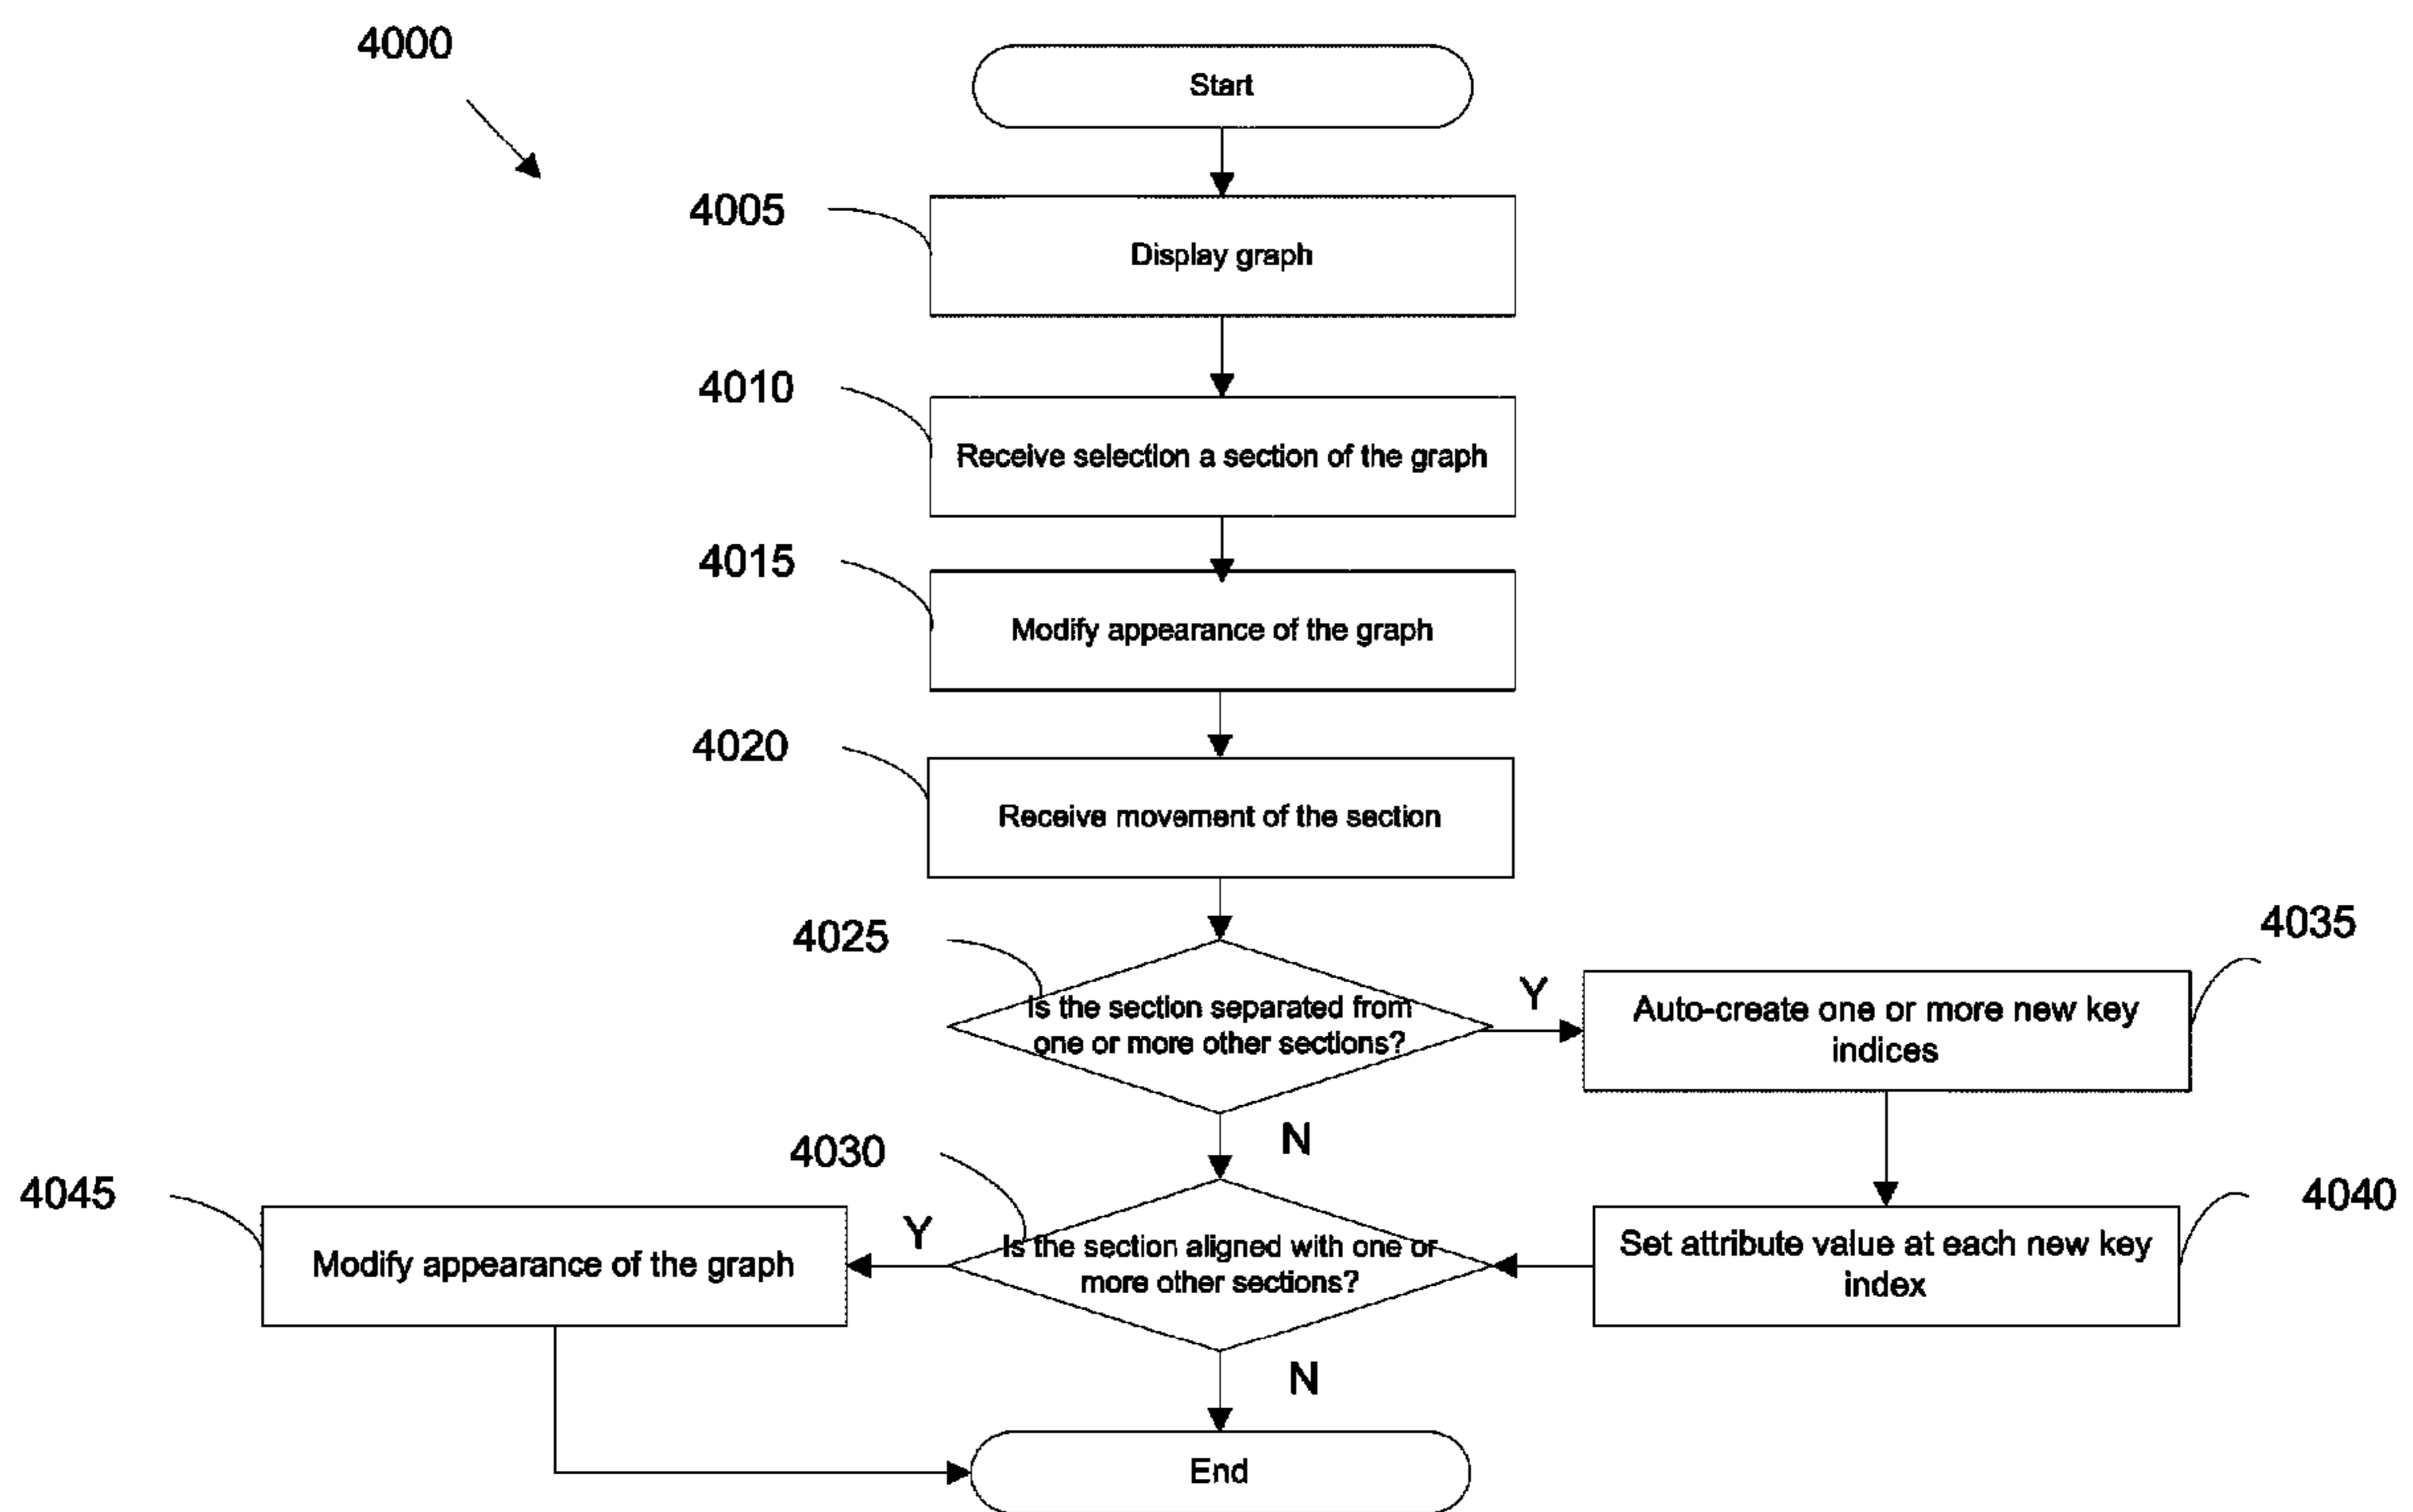 4000
Start
4005
Display graph
4010
Receive selection a section of the graph
4015
Modify appearance of the graph
4020
Receive movement of the section
4025
Is the section separated from
one or more other sections?
Y
4035
Auto-create one or more new key
indices
N
4030
Is the section aligned with one or
more other sections?
Y
4045
Modify appearance of the graph
4040
Set attribute value at each new key
index
N
End